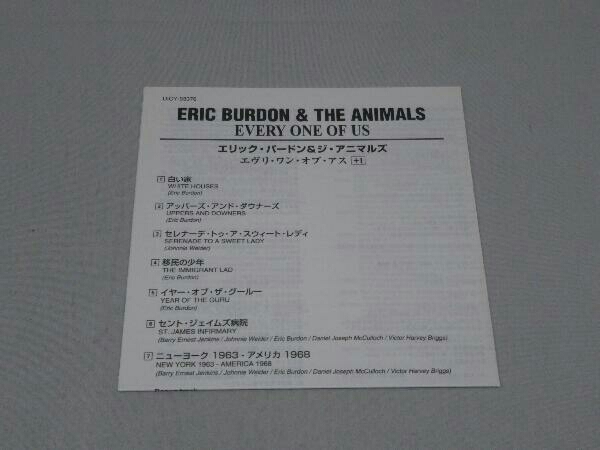 UICY-93376
ERIC BURDON & THE ANIMALS
EVERY ONE OF US
エリック・バードン&ジ・アニマルズ
エヴリ・ワン・オブ・アス +1
1 白い家
WHITE HOUSES
(Eric Burdon)
2 アッパーズ・アンド・ダウナーズ
UPPERS AND DOWNERS
(Eric Burdon)
3 セレナーデ・トゥ・ア・スウィート・レディ
SERENADE TO A SWEET LADY
(Johnnie Weider)
4 移民の少年
THE IMMIGRANT LAD
(Eric Burdon)
5 イヤー・オブ・ザ・グールー
YEAR OF THE GURU
(Eric Burdon)
6 セント・ジェイムズ病院
ST. JAMES INFIRMARY
(Barry Ernest Jenkins / Johnnie Weider / Eric Burdon / Daniel Joseph McCulloch / Victor Harvey Briggs)
7 ニューヨーク 1963 - アメリカ 1968
NEW YORK 1963 - AMERICA 1968
(Barry Ernest Jenkins / Johnnie Weider / Eric Burdon / Daniel Joseph McCulloch / Victor Harvey Briggs)